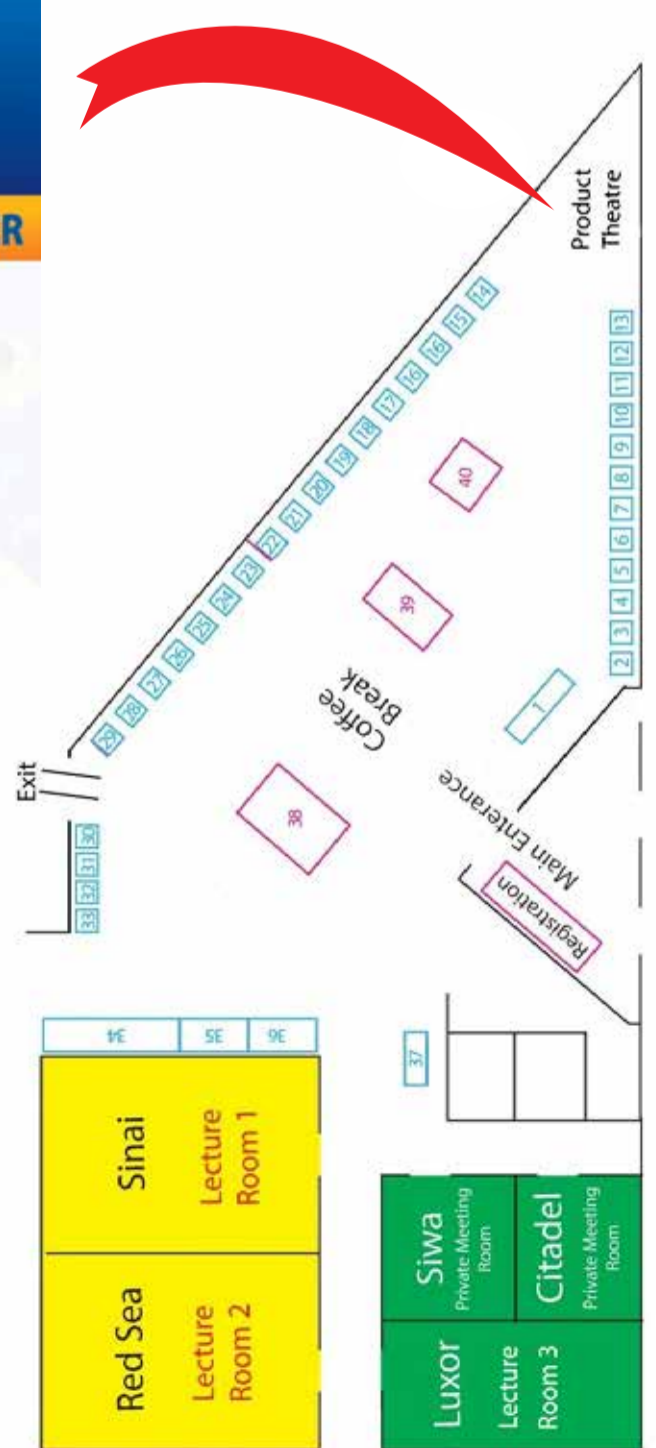 R
Product
Theatre
14
15
16
16
17
18
19
20
21
22
23
24
25
26
27
28
29
13
12
11
10
9
8
7
6
5
4
3
2
40
39
Coffee
Break
1
38
Exit
Main Enterance
Registration
33 32 31 30
34
35
36
37
Sinai
Lecture
Room 1
Red Sea
Lecture
Room 2
Siwa
Private Meeting
Room
Citadel
Private Meeting
Room
Luxor
Lecture
Room 3